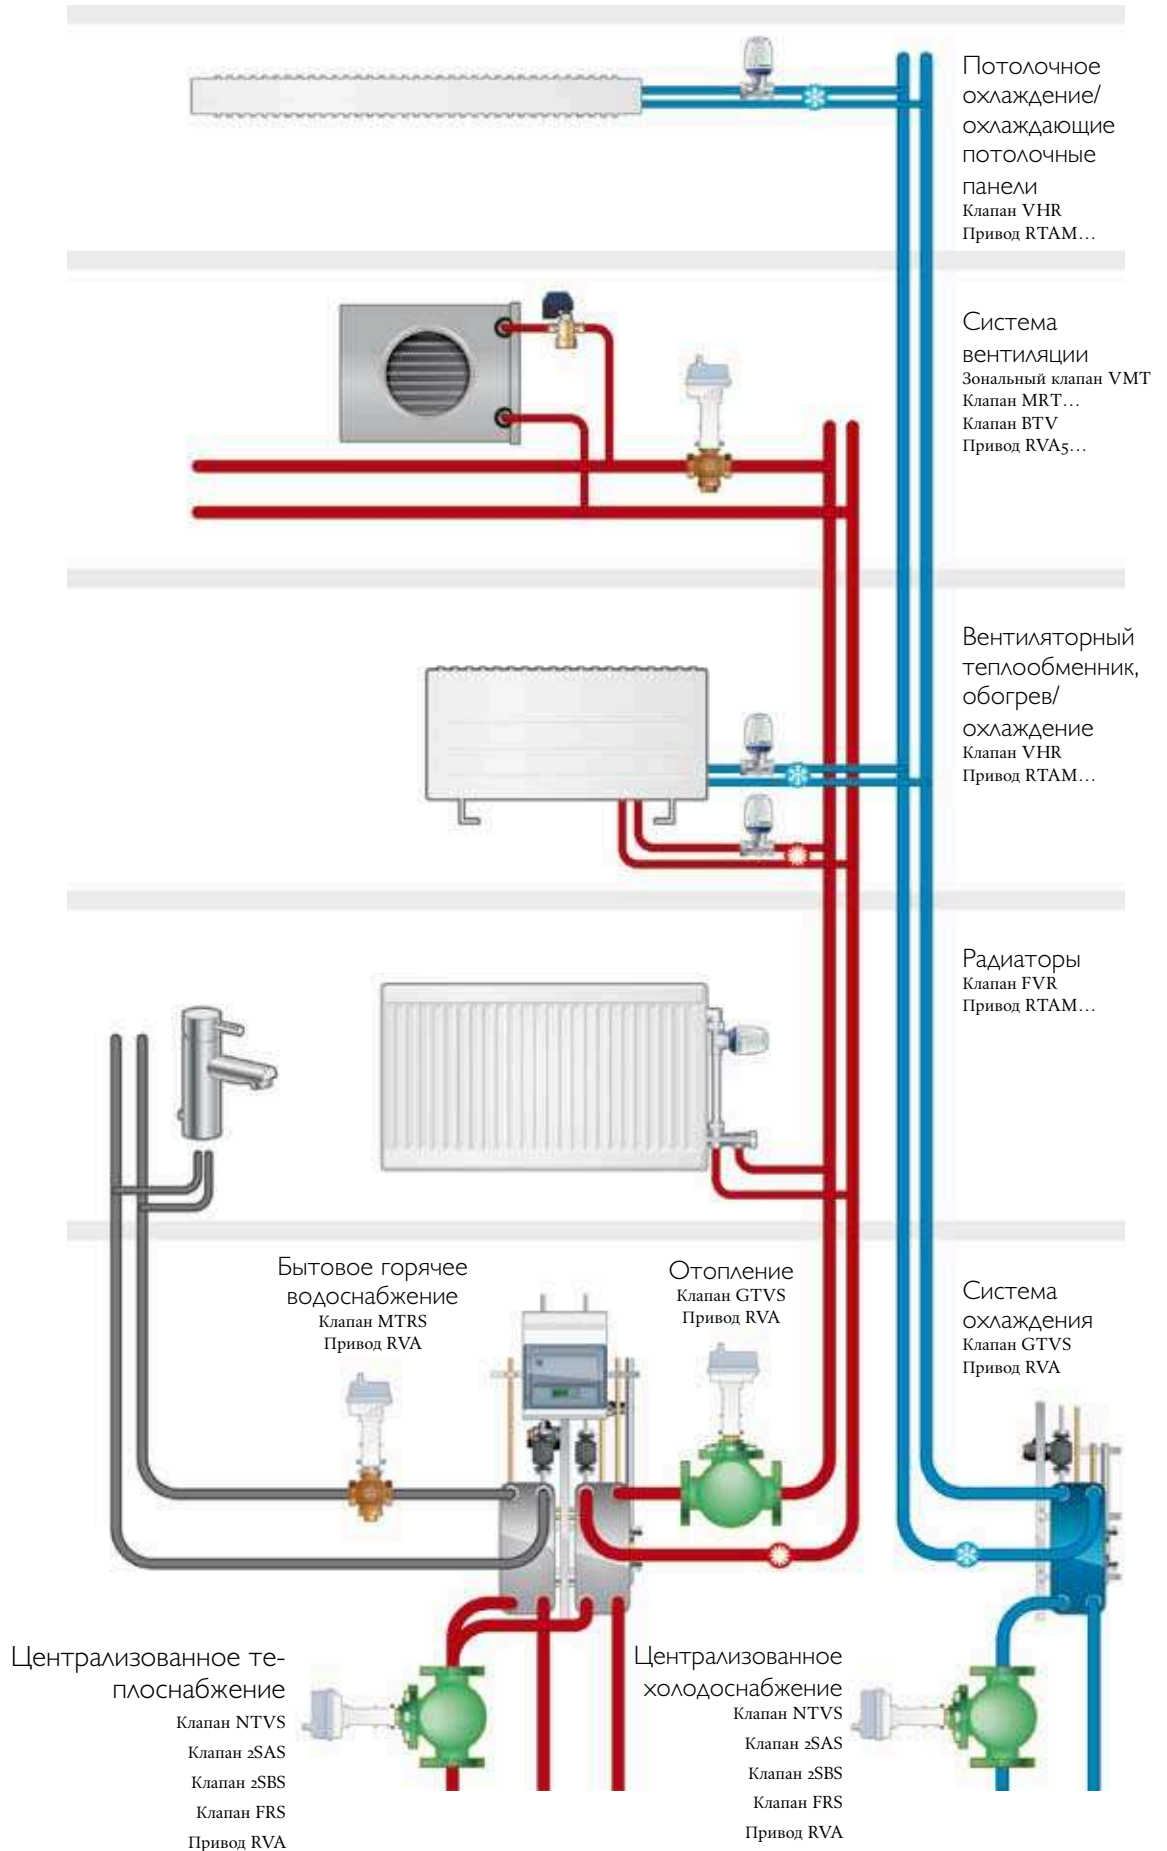 Потолочное
охлаждение/
охлаждающие
потолочные
панели
Клапан VHR
Привод RTAM…
Система
вентиляции
Зональный клапан VMT
Клапан MRT…
Клапан BTV
Привод RVA5…
Вентиляторный
теплообменник,
обогрев/
охлаждение
Клапан VHR
Привод RTAM…
Радиаторы
Клапан FVR
Привод RTAM…
Бытовое горячее
водоснабжение
Клапан MTRS
Привод RVA
Отопление
Клапан GTVS
Привод RVA
Система
охлаждения
Клапан GTVS
Привод RVA
Централизованное те-
плоснабжение
Клапан NTVS
Клапан 2SAS
Клапан 2SBS
Клапан FRS
Привод RVA
Централизованное
холодоснабжение
Клапан NTVS
Клапан 2SAS
Клапан 2SBS
Клапан FRS
Привод RVA